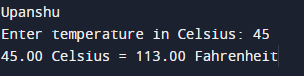 Upanshu
Enter temperature in Celsius: 45
45.00 Celsius = 113.00 Fahrenheit